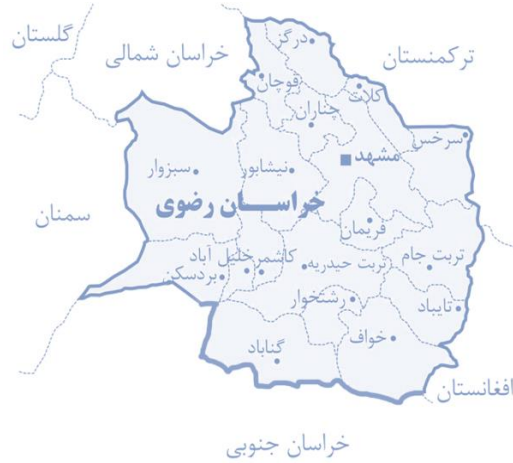 گلستان
خراسان شمالی
ترکمنستان
درگز
قوچان
کلات
چناران
سرخس
مشهد
نیشابور
سبزوار
خراسان رضوی
سمنان
فریمان
تربت جام
تربت حیدریه
کاشمر
خلیل آباد
بردسکن
تایباد
رشتخوار
خواف
گناباد
افغانستان
خراسان جنوبی